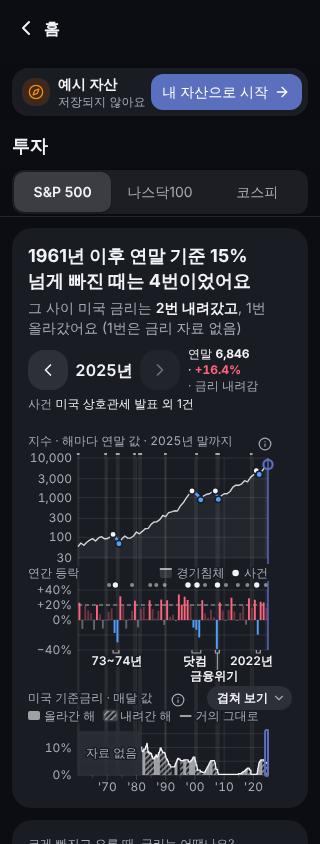 홈
예시 자산
저장되지 않아요
내 자산으로 시작
투자
S&P 500
나스닥100
코스피
1961년 이후 연말 기준 15%
넘게 빠진 때는 4번이었어요
그 사이 미국 금리는 2번 내려갔고, 1번
올라갔어요 (1번은 금리 자료 없음)
2025년
연말 6,846
· +16.4%
· 금리 내려감
사건 미국 상호관세 발표 외 1건
지수 · 해마다 연말 값 · 2025년 말까지
10,000
3,000
1,000
300
100
30
연간 등락
경기침체
사건
+40%
+20%
0%
−40%
73~74년
닷컴
2022년
금융위기
미국 기준금리 · 매달 값
겹쳐 보기
올라간 해
내려간 해
거의 그대로
10%
자료 없음
0%
'70
'80
'90
'00
'10
'20